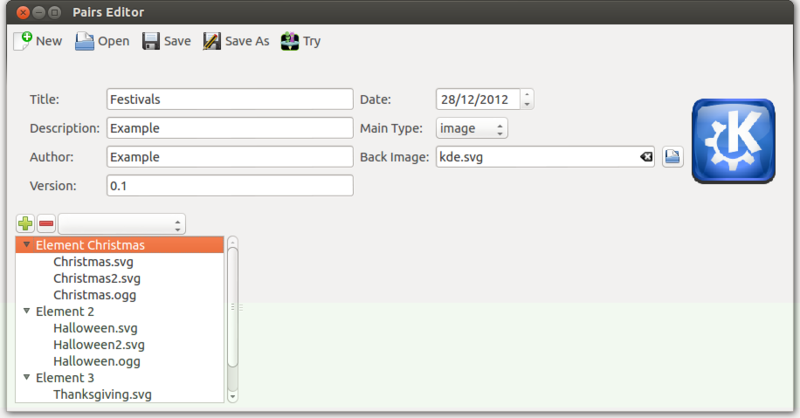 Pairs Editor
New Open Save Save As Try
Title: Festivals Date: 28/12/2012
Description: Example Main Type: image
Author: Example Back Image: kde.svg
Version: 0.1
K
Element Christmas
Christmas.svg
Christmas2.svg
Christmas.ogg
Element 2
Halloween.svg
Halloween2.svg
Halloween.ogg
Element 3
Thanksgiving.svg